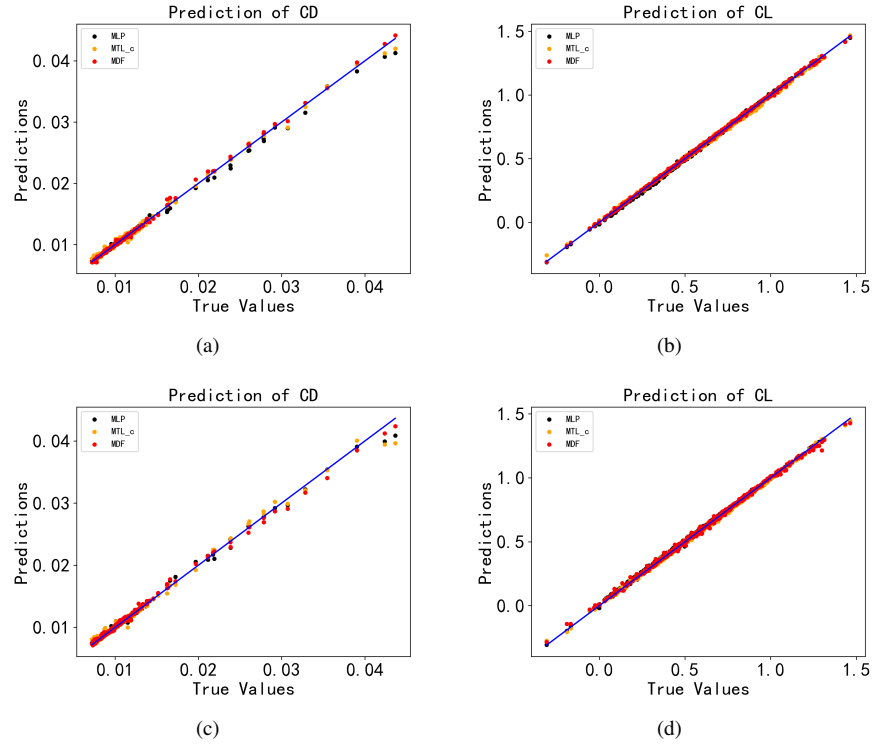 Prediction of CD
MLP
MTL_c
MDF
0.04
0.03
0.02
0.01
Predictions
0.01 0.02 0.03 0.04
True Values
(a)
Prediction of CL
MLP
MTL_c
MDF
1.5
1.0
0.5
0.0
Predictions
0.0 0.5 1.0 1.5
True Values
(b)
Prediction of CD
MLP
MTL_c
MDF
0.04
0.03
0.02
0.01
Predictions
0.01 0.02 0.03 0.04
True Values
(c)
Prediction of CL
MLP
MTL_c
MDF
1.5
1.0
0.5
0.0
Predictions
0.0 0.5 1.0 1.5
True Values
(d)